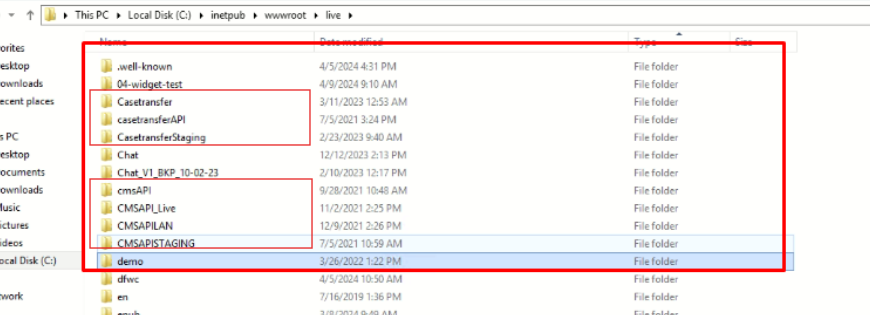 This PC ▸ Local Disk (C:) ▸ inetpub ▸ wwwroot ▸ live ▸
Name Date modified Type Size
.well-known 4/5/2024 4:31 PM File folder
04-widget-test 4/9/2024 9:10 AM File folder
Casetransfer 3/11/2023 12:53 AM File folder
casetransferAPI 7/5/2021 3:24 PM File folder
CasetransferStaging 2/23/2023 9:40 AM File folder
Chat 12/12/2023 2:13 PM File folder
Chat_V1_BKP_10-02-23 2/10/2023 12:17 PM File folder
cmsAPI 9/28/2021 10:48 AM File folder
CMSAPI_Live 11/2/2021 2:25 PM File folder
CMSAPILAN 12/9/2021 2:26 PM File folder
CMSAPISTAGING 7/5/2021 10:59 AM File folder
demo 3/26/2022 1:22 PM File folder
dfwc 4/5/2024 10:50 AM File folder
en 7/16/2019 1:36 PM File folder
3/8/2024 9:49 AM File folder
orites
esktop
ownloads
ecent places
s PC
esktop
ocuments
ownloads
usic
ictures
ideos
ocal Disk (C:)
twork